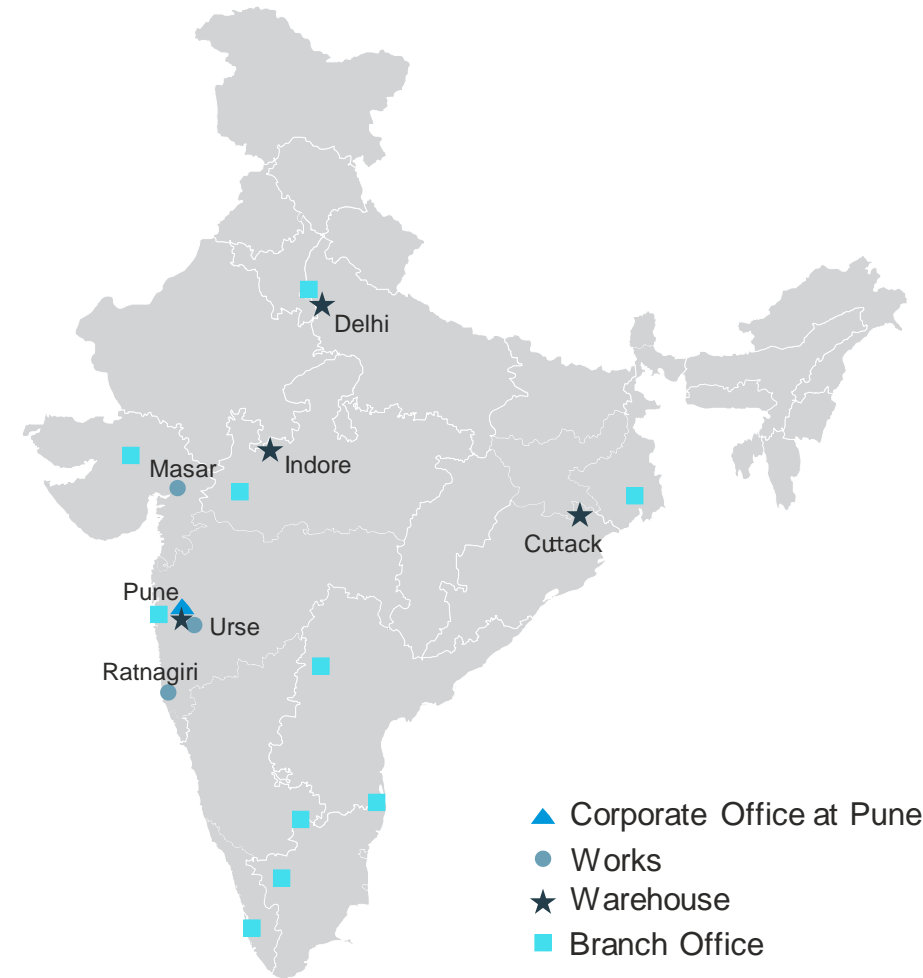 Delhi
Masar
Indore
Cuttack
Pune
Urse
Ratnagiri
Corporate Office at Pune
Works
Warehouse
Branch Office